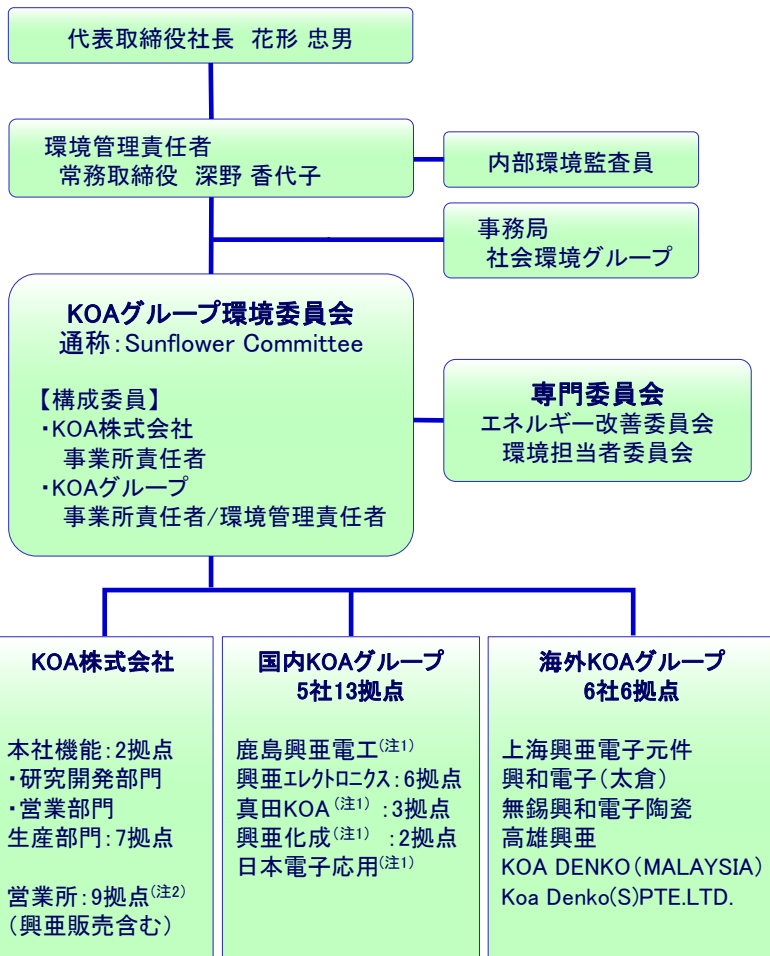 代表取締役社長 花形 忠男
環境管理責任者
常務取締役 深野 香代子
内部環境監査員
事務局
社会環境グループ
KOAグループ環境委員会
通称:Sunflower Committee
【構成委員】
・KOA株式会社
事業所責任者
・KOAグループ
事業所責任者/環境管理責任者
専門委員会
エネルギー改善委員会
環境担当者委員会
KOA株式会社
本社機能:2拠点
・研究開発部門
・営業部門
生産部門:7拠点
営業所:9拠点(注2)
(興亜販売含む)
国内KOAグループ
5社13拠点
鹿島興亜電工(注1)
興亜エレクトロニクス:6拠点
真田KOA(注1) :3拠点
興亜化成(注1) :2拠点
日本電子応用(注1)
海外KOAグループ
6社6拠点
上海興亜電子元件
興和電子(太倉)
無錫興和電子陶瓷
高雄興亜
KOA DENKO(MALAYSIA)
Koa Denko(S)PTE.LTD.